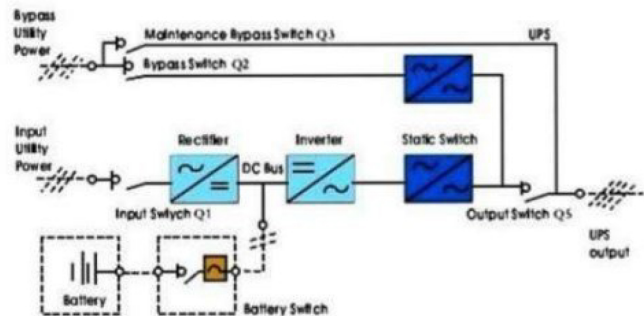 Bypass
Utility
Power
Maintenance Bypass Switch Q3
UPS
Bypass Switch Q2
Input
Utility
Power
Rectifier
DC Bus
Inverter
Static Switch
Input Swiych Q1
Output Switch Q5
UPS
output
Battery
Battery Switch